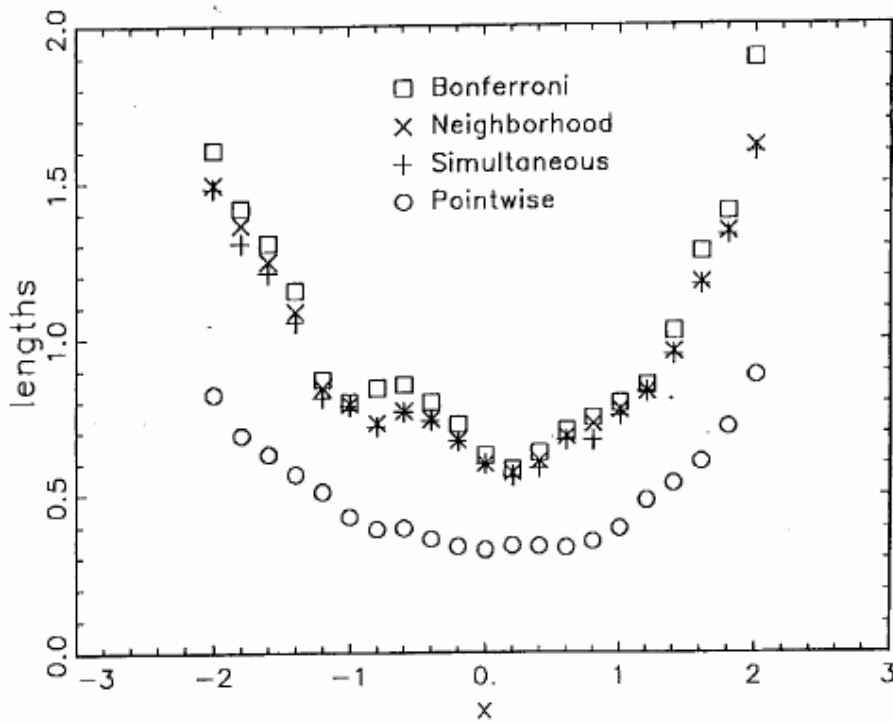 2.0
1.5
1.0
0.5
0.0
lengths
Bonferroni
Neighborhood
Simultaneous
Pointwise
−3 −2 −1 0. 1 2 3
x